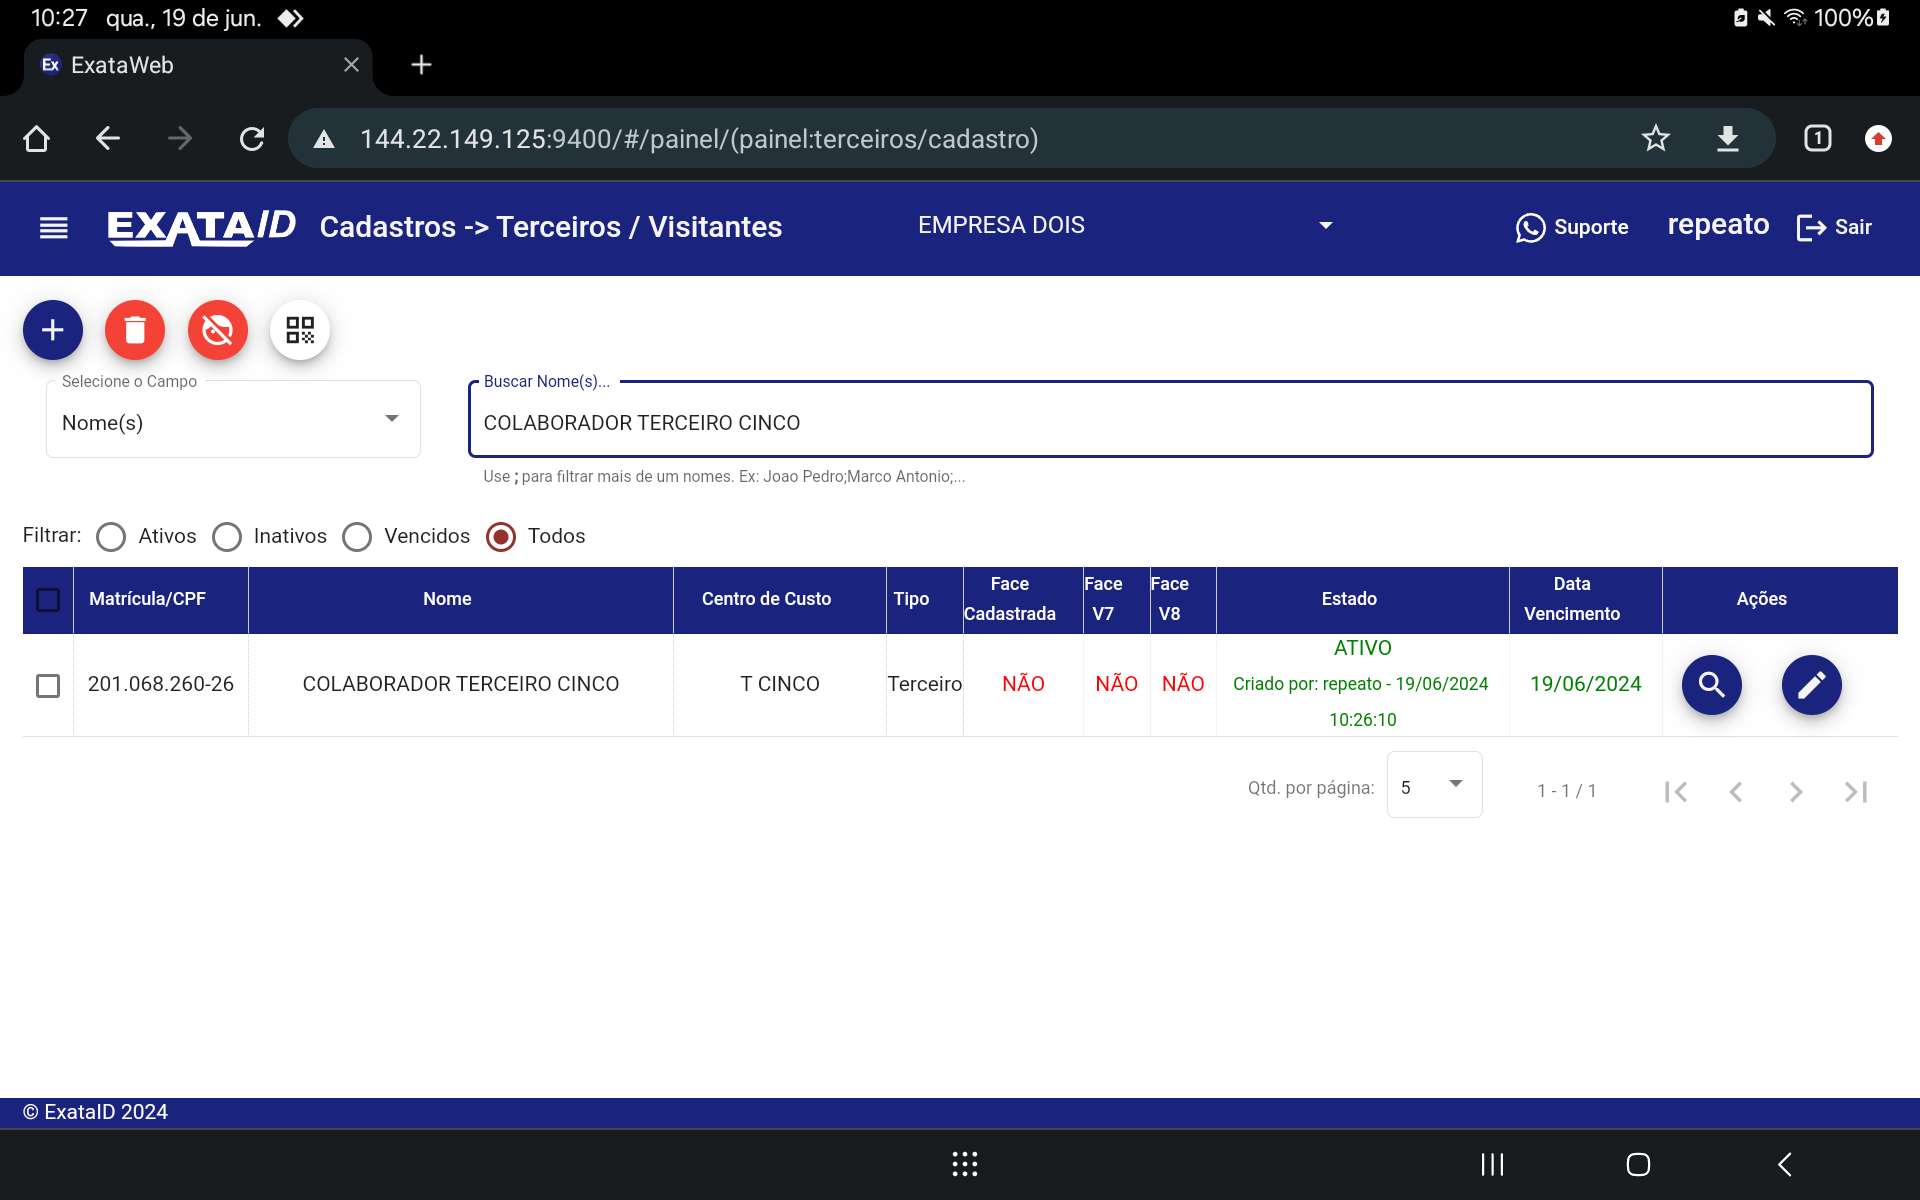 10:27 qua., 19 de jun. 100%
Ex ExataWeb
144.22.149.125:9400/#/painel/(painel:terceiros/cadastro) 1
EXATAID Cadastros -> Terceiros / Visitantes EMPRESA DOIS Suporte repeato Sair
Selecione o Campo Buscar Nome(s)...
Nome(s) COLABORADOR TERCEIRO CINCO
Use ; para filtrar mais de um nomes. Ex: Joao Pedro;Marco Antonio;...
Filtrar: Ativos Inativos Vencidos Todos
Matrícula/CPF Nome Centro de Custo Tipo Face Cadastrada Face V7 Face V8 Estado Data Vencimento Ações
201.068.260-26 COLABORADOR TERCEIRO CINCO T CINCO Terceiro NÃO NÃO NÃO ATIVO
Criado por: repeato - 19/06/2024
10:26:10
19/06/2024
Qtd. por página: 5 1 - 1 / 1
© ExataID 2024